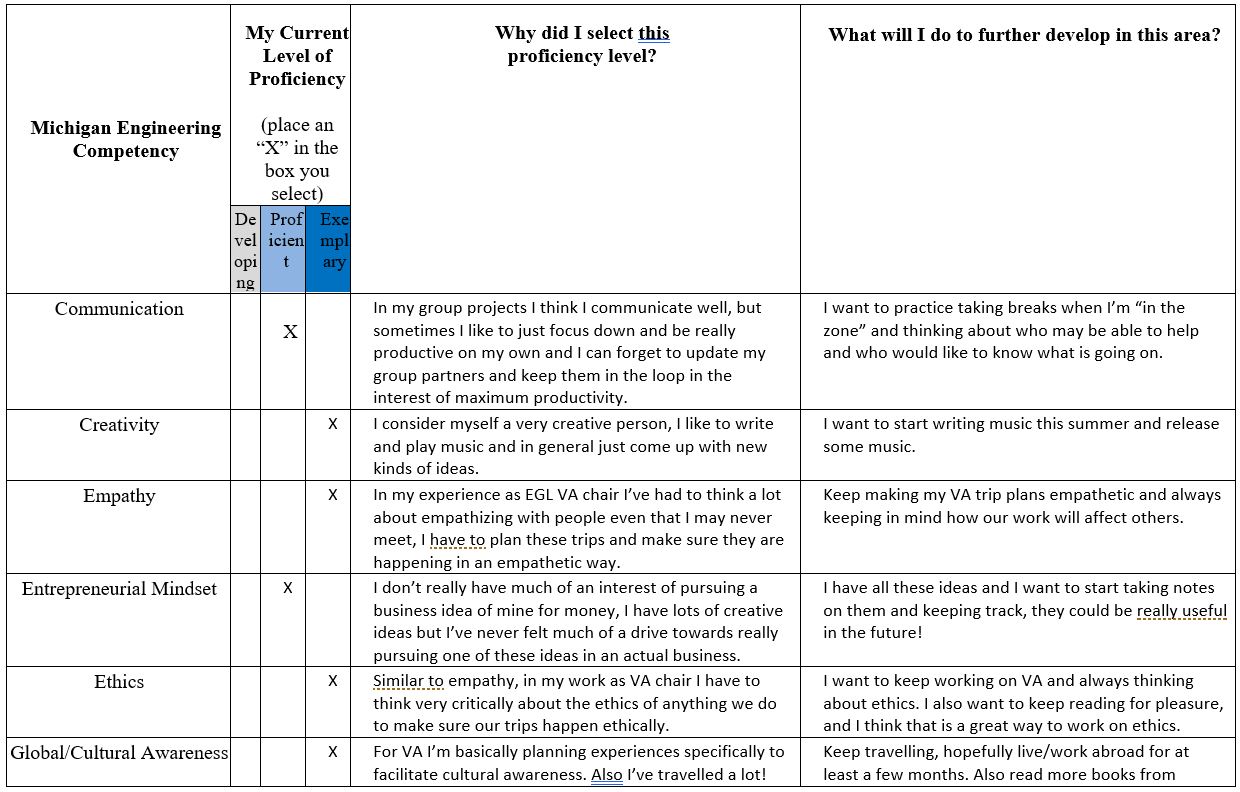 My Current
Level of
Proficiency
(place an
“X” in the
box you
select)
Why did I select this
proficiency level?
What will I do to further develop in this area?
Michigan Engineering
Competency
De
vel
opi
ng
Prof
icien
t
Exe
mpl
ary
Communication
X
In my group projects I think I communicate well, but
sometimes I like to just focus down and be really
productive on my own and I can forget to update my
group partners and keep them in the loop in the
interest of maximum productivity.
I want to practice taking breaks when I’m “in the
zone” and thinking about who may be able to help
and who would like to know what is going on.
Creativity
X
I consider myself a very creative person, I like to write
and play music and in general just come up with new
kinds of ideas.
I want to start writing music this summer and release
some music.
Empathy
X
In my experience as EGL VA chair I’ve had to think a lot
about empathizing with people even that I may never
meet, I have to plan these trips and make sure they are
happening in an empathetic way.
Keep making my VA trip plans empathetic and always
keeping in mind how our work will affect others.
Entrepreneurial Mindset
X
I don’t really have much of an interest of pursuing a
business idea of mine for money, I have lots of creative
ideas but I’ve never felt much of a drive towards really
pursuing one of these ideas in an actual business.
I have all these ideas and I want to start taking notes
on them and keeping track, they could be really useful
in the future!
Ethics
X
Similar to empathy, in my work as VA chair I have to
think very critically about the ethics of anything we do
to make sure our trips happen ethically.
I want to keep working on VA and always thinking
about ethics. I also want to keep reading for pleasure,
and I think that is a great way to work on ethics.
Global/Cultural Awareness
X
For VA I’m basically planning experiences specifically to
facilitate cultural awareness. Also I’ve travelled a lot!
Keep travelling, hopefully live/work abroad for at
least a few months. Also read more books from